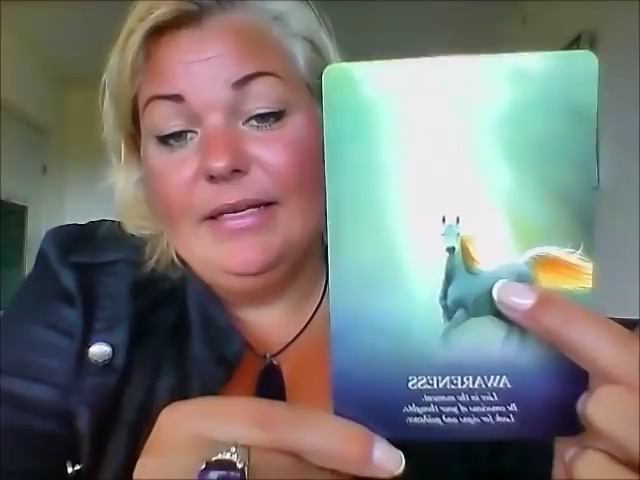 AWARENESS
Live in the moment.
Be conscious of your thoughts.
Look for signs and guidance.